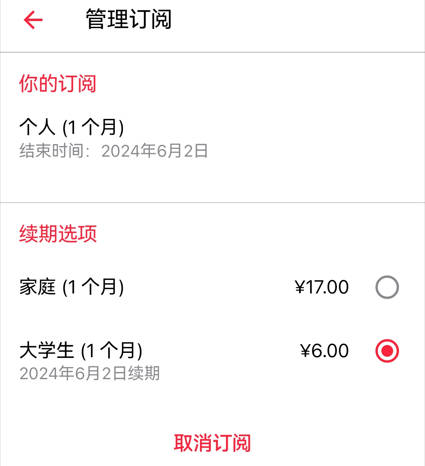 管理订阅
你的订阅
个人 (1 个月)
结束时间：2024年6月2日
续期选项
家庭 (1 个月) ¥17.00
大学生 (1 个月) ¥6.00
2024年6月2日续期
取消订阅